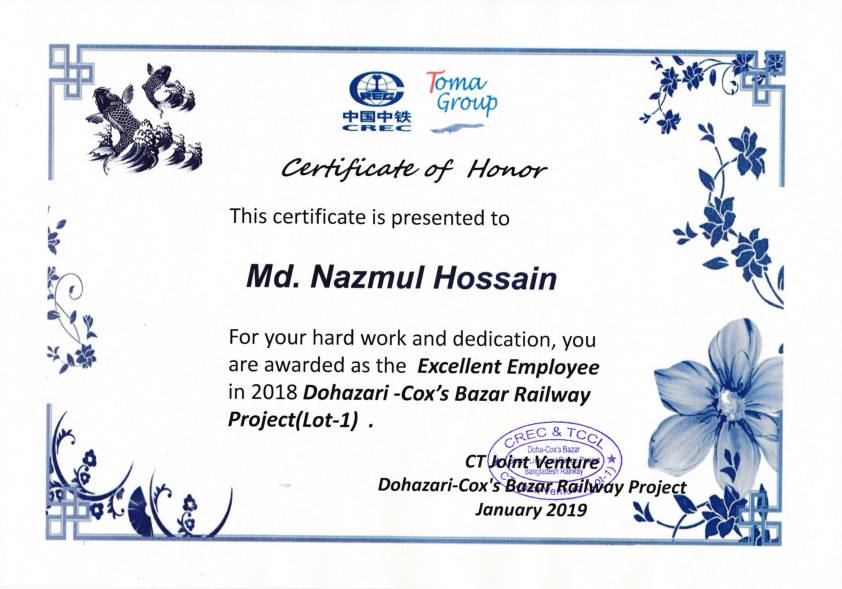 CREC
中国中铁
CREC
Toma
Group
Certificate of Honor
This certificate is presented to
Md. Nazmul Hossain
For your hard work and dedication, you
are awarded as the Excellent Employee
in 2018 Dohazari -Cox's Bazar Railway
Project(Lot-1) .
CREC & TCCL
Doha-Cox's Bazar
Bangladesh Railway
CT Joint Venture
Dohazari-Cox's Bazar Railway Project
January 2019